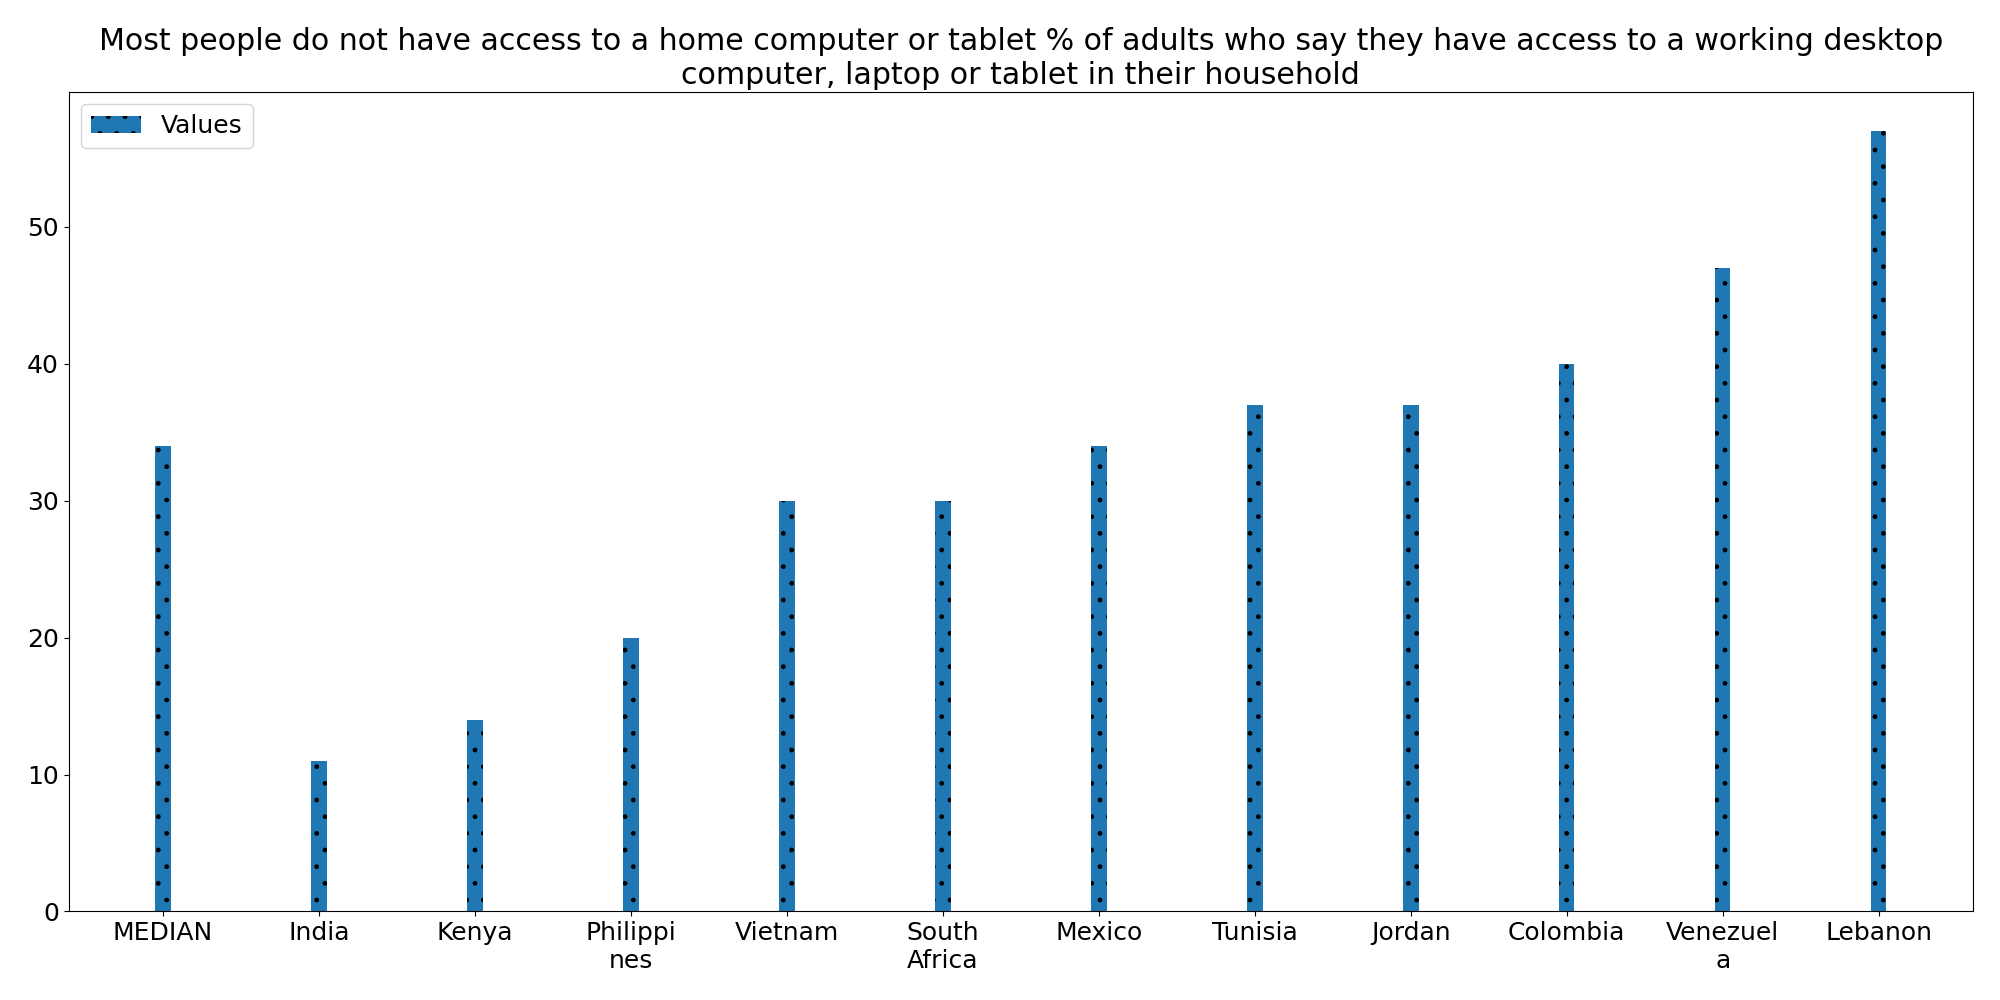 Most people do not have access to a home computer or tablet % of adults who say they have access to a working desktop
computer, laptop or tablet in their household
Values
50
40
30
20
10
0
MEDIAN
India
Kenya
Philippi
nes
Vietnam
South
Africa
Mexico
Tunisia
Jordan
Colombia
Venezuel
a
Lebanon